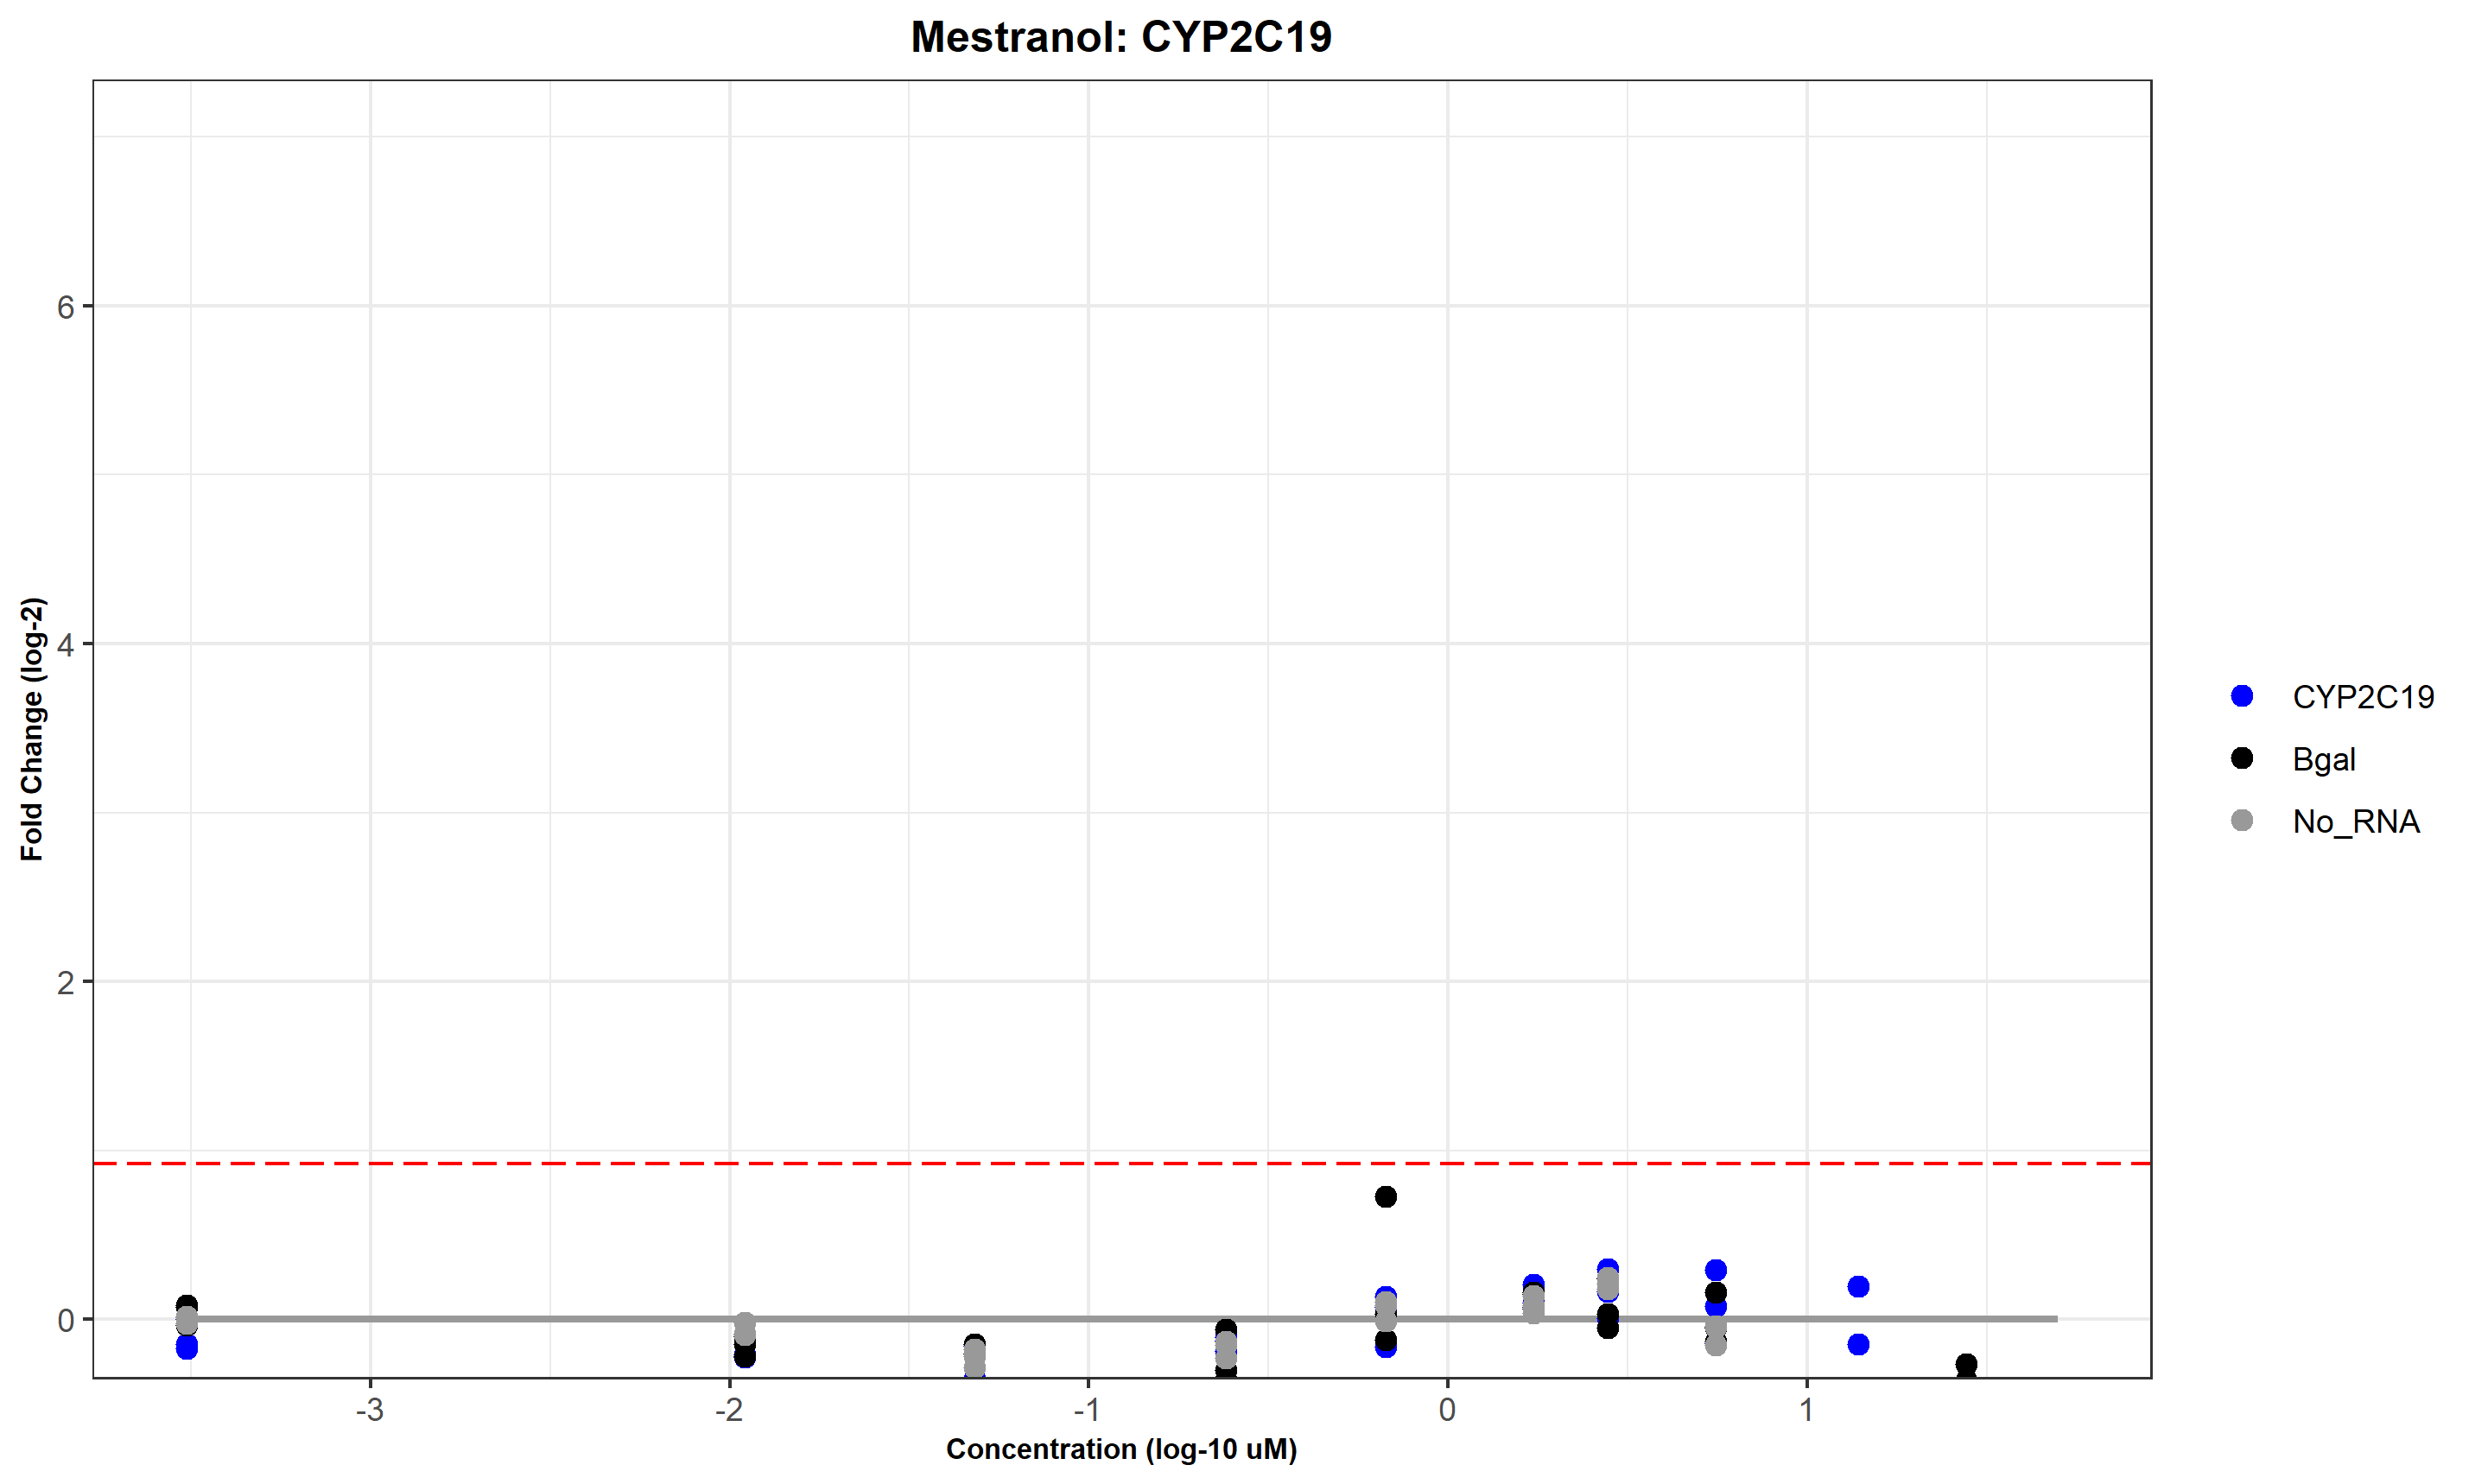 Mestranol: CYP2C19
Fold Change (log-2)
6
4
2
0
-3
-2
-1
0
1
Concentration (log-10 uM)
CYP2C19
Bgal
No_RNA